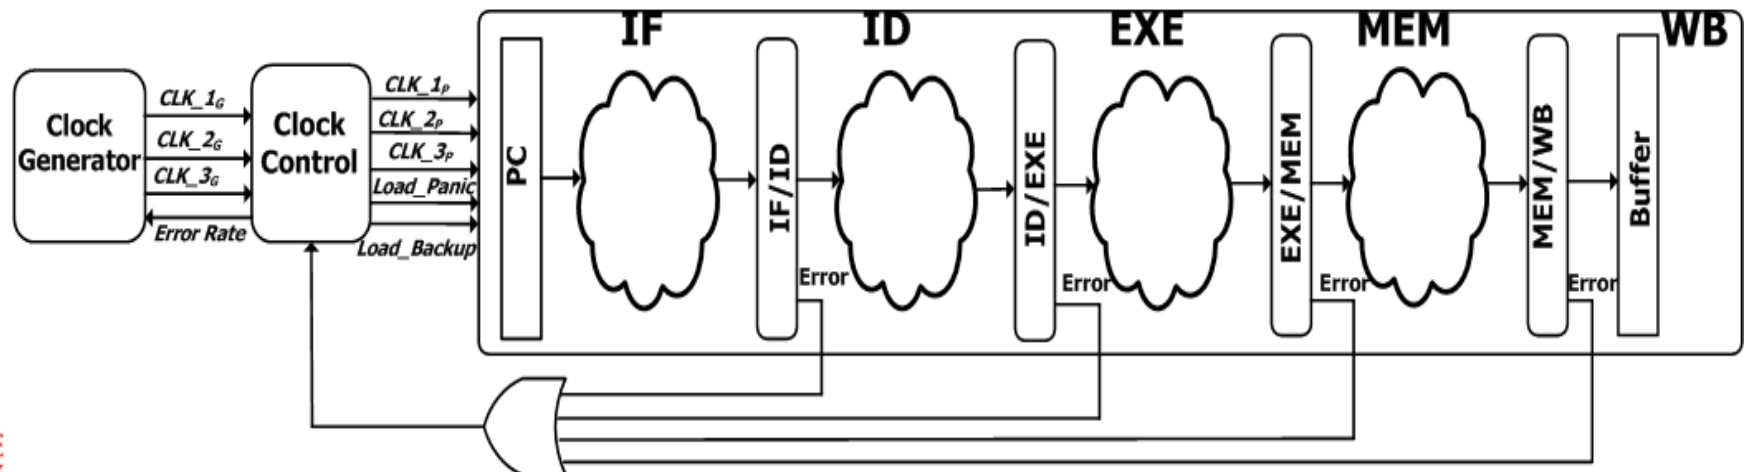 IF ID EXE MEM WB
Clock
Generator
CLK_1G
CLK_2G
CLK_3G
Error Rate
Clock
Control
CLK_1P
CLK_2P
CLK_3P
Load_Panic
Load_Backup
PC
IF/ID
Error
ID/EXE
Error
EXE/MEM
Error
MEM/WB
Error
Buffer